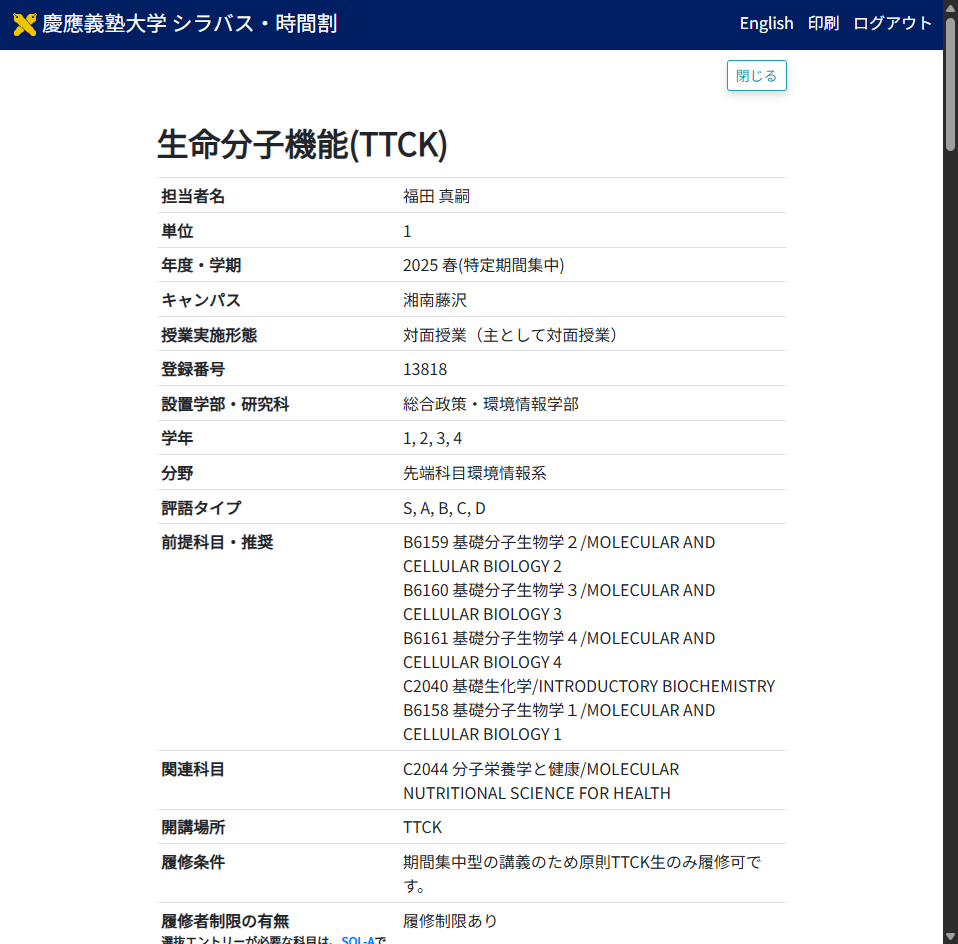 慶應義塾大学 シラバス・時間割
English 印刷 ログアウト
閉じる
生命分子機能(TTCK)
担当者名 福田 真嗣
単位 1
年度・学期 2025 春(特定期間集中)
キャンパス 湘南藤沢
授業実施形態 対面授業（主として対面授業）
登録番号 13818
設置学部・研究科 総合政策・環境情報学部
学年 1, 2, 3, 4
分野 先端科目環境情報系
評語タイプ S, A, B, C, D
前提科目・推奨 B6159 基礎分子生物学２/MOLECULAR AND
CELLULAR BIOLOGY 2
B6160 基礎分子生物学３/MOLECULAR AND
CELLULAR BIOLOGY 3
B6161 基礎分子生物学４/MOLECULAR AND
CELLULAR BIOLOGY 4
C2040 基礎生化学/INTRODUCTORY BIOCHEMISTRY
B6158 基礎分子生物学１/MOLECULAR AND
CELLULAR BIOLOGY 1
関連科目 C2044 分子栄養学と健康/MOLECULAR
NUTRITIONAL SCIENCE FOR HEALTH
開講場所 TTCK
履修条件 期間集中型の講義のため原則TTCK生のみ履修可で
す。
履修者制限の有無 履修制限あり
選抜エントリーが必要な科目は、SOL-Aで